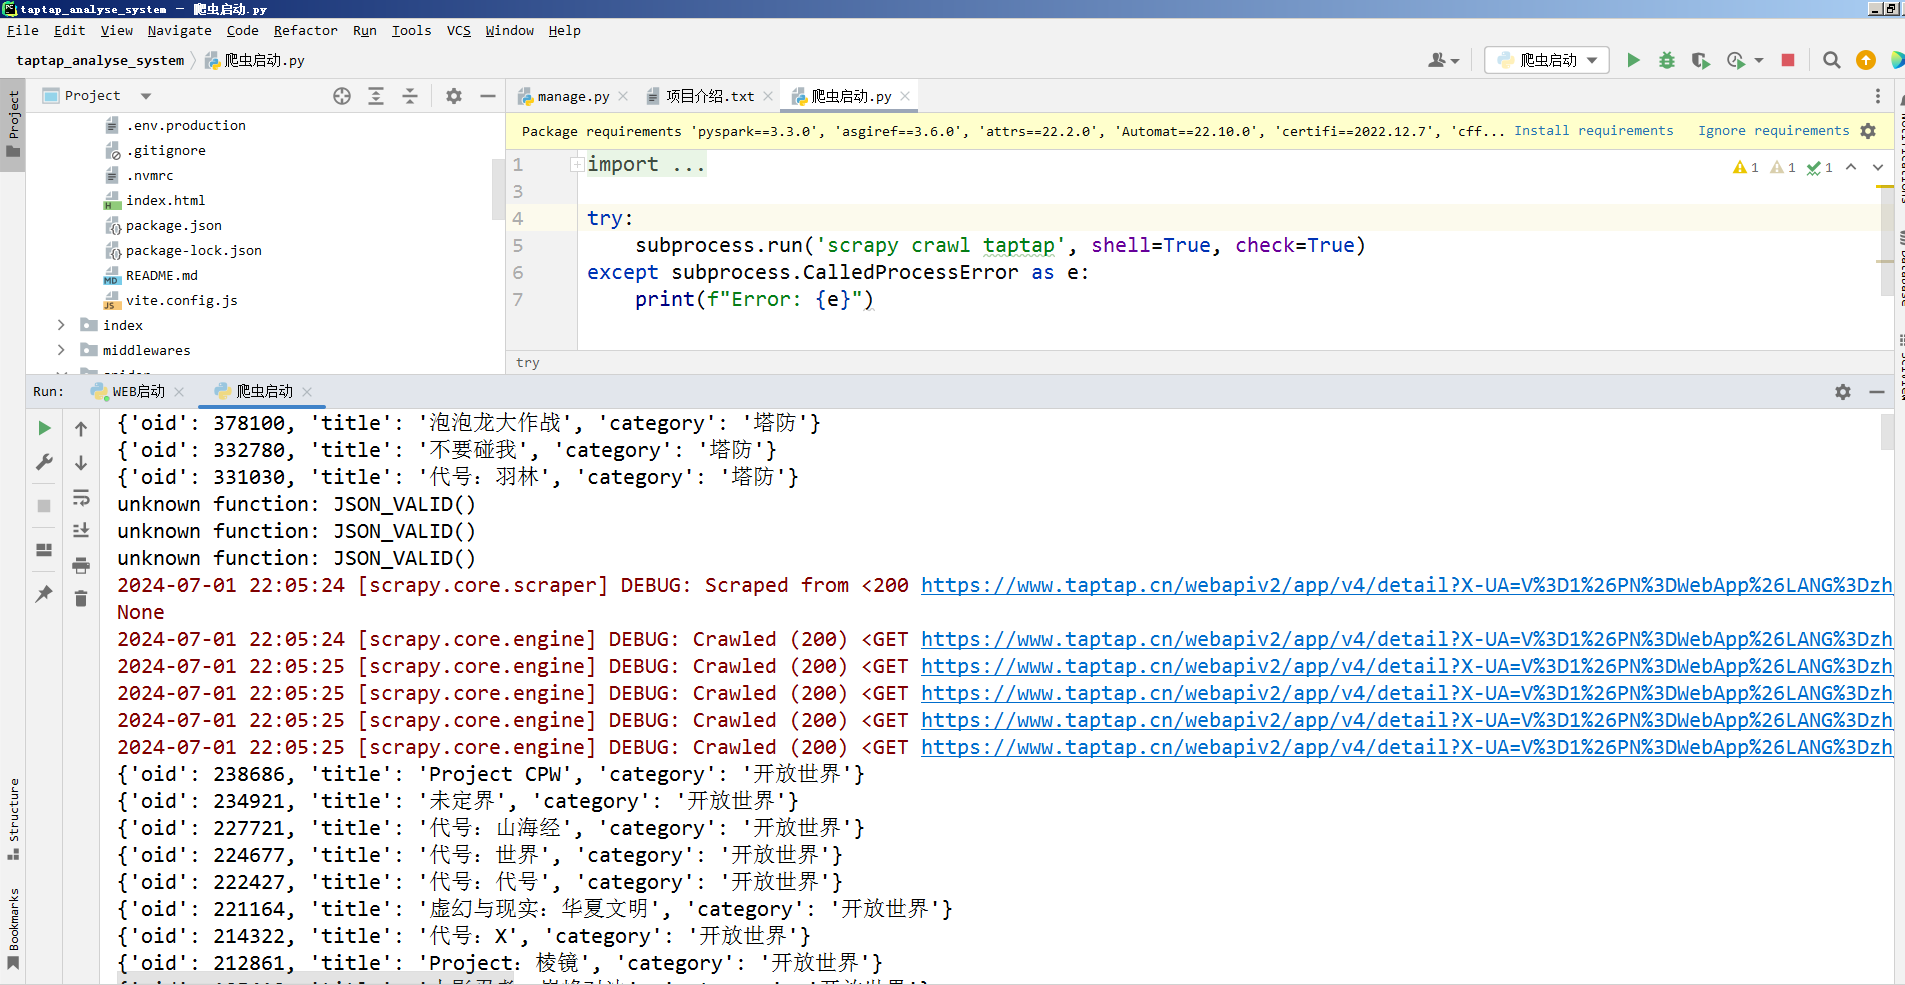 taptap_analyse_system – 爬虫启动.py
File Edit View Navigate Code Refactor Run Tools VCS Window Help
taptap_analyse_system 爬虫启动.py
爬虫启动
Project
Project
.env.production
.gitignore
.nvmrc
index.html
package.json
package-lock.json
README.md
vite.config.js
index
middlewares
manage.py 项目介绍.txt 爬虫启动.py
Package requirements 'pyspark==3.3.0', 'asgiref==3.6.0', 'attrs==22.2.0', 'Automat==22.10.0', 'certifi==2022.12.7', 'cff... Install requirements Ignore requirements
1 import ...
1 1 1
3
4 try:
5 subprocess.run('scrapy crawl taptap', shell=True, check=True)
6 except subprocess.CalledProcessError as e:
7 print(f"Error: {e}")
try
Run: WEB启动 爬虫启动
{'oid': 378100, 'title': '泡泡龙大作战', 'category': '塔防'}
{'oid': 332780, 'title': '不要碰我', 'category': '塔防'}
{'oid': 331030, 'title': '代号：羽林', 'category': '塔防'}
unknown function: JSON_VALID()
unknown function: JSON_VALID()
unknown function: JSON_VALID()
2024-07-01 22:05:24 [scrapy.core.scraper] DEBUG: Scraped from <200 https://www.taptap.cn/webapiv2/app/v4/detail?X-UA=V%3D1%26PN%3DWebApp%26LANG%3Dzh
None
2024-07-01 22:05:24 [scrapy.core.engine] DEBUG: Crawled (200) <GET https://www.taptap.cn/webapiv2/app/v4/detail?X-UA=V%3D1%26PN%3DWebApp%26LANG%3Dzh
2024-07-01 22:05:25 [scrapy.core.engine] DEBUG: Crawled (200) <GET https://www.taptap.cn/webapiv2/app/v4/detail?X-UA=V%3D1%26PN%3DWebApp%26LANG%3Dzh
2024-07-01 22:05:25 [scrapy.core.engine] DEBUG: Crawled (200) <GET https://www.taptap.cn/webapiv2/app/v4/detail?X-UA=V%3D1%26PN%3DWebApp%26LANG%3Dzh
2024-07-01 22:05:25 [scrapy.core.engine] DEBUG: Crawled (200) <GET https://www.taptap.cn/webapiv2/app/v4/detail?X-UA=V%3D1%26PN%3DWebApp%26LANG%3Dzh
2024-07-01 22:05:25 [scrapy.core.engine] DEBUG: Crawled (200) <GET https://www.taptap.cn/webapiv2/app/v4/detail?X-UA=V%3D1%26PN%3DWebApp%26LANG%3Dzh
{'oid': 238686, 'title': 'Project CPW', 'category': '开放世界'}
{'oid': 234921, 'title': '未定界', 'category': '开放世界'}
{'oid': 227721, 'title': '代号：山海经', 'category': '开放世界'}
{'oid': 224677, 'title': '代号：世界', 'category': '开放世界'}
{'oid': 222427, 'title': '代号：代号', 'category': '开放世界'}
{'oid': 221164, 'title': '虚幻与现实：华夏文明', 'category': '开放世界'}
{'oid': 214322, 'title': '代号：X', 'category': '开放世界'}
{'oid': 212861, 'title': 'Project：棱镜', 'category': '开放世界'}
Structure
Bookmarks